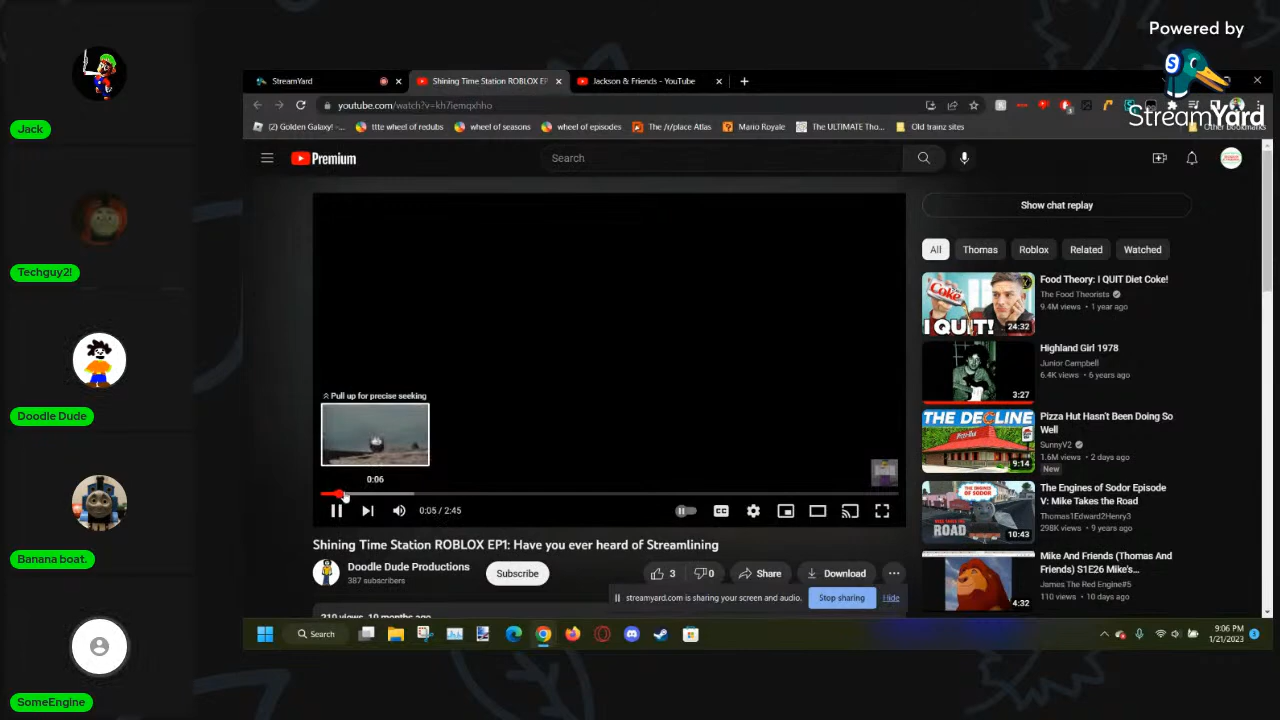 Powered by
StreamYard
Jack
Techguy2!
Doodle Dude
Banana boat.
SomeEngine
StreamYard
Shining Time Station ROBLOX EP
Jackson & Friends - YouTube
youtube.com/watch?v=kh7iemqxhho
(2) Golden Galaxy! -...
ttte wheel of redubs
wheel of seasons
wheel of episodes
The /r/place Atlas
Mario Royale
The ULTIMATE Tho...
Old trainz sites
Other bookmarks
Premium
Search
Show chat replay
All
Thomas
Roblox
Related
Watched
Pull up for precise seeking
0:06
0:05 / 2:45
CC
Shining Time Station ROBLOX EP1: Have you ever heard of Streamlining
Doodle Dude Productions
387 subscribers
Subscribe
3
0
Share
Download
210 views 10 months ago
streamyard.com is sharing your screen and audio.
Stop sharing
Hide
Coke
I QUIT!
24:32
Food Theory: I QUIT Diet Coke!
The Food Theorists
9.4M views • 1 year ago
3:27
Highland Girl 1978
Junior Campbell
6.4K views • 6 years ago
THE DECLINE
9:14
Pizza Hut Hasn't Been Doing So
Well
SunnyV2
1.6M views • 2 days ago
New
ROAD
10:43
The Engines of Sodor Episode
V: Mike Takes the Road
Thomas1Edward2Henry3
298K views • 9 years ago
4:32
Mike And Friends (Thomas And
Friends) S1E26 Mike's...
James The Red Engine#5
110 views • 10 days ago
Search
9:06 PM
1/21/2023